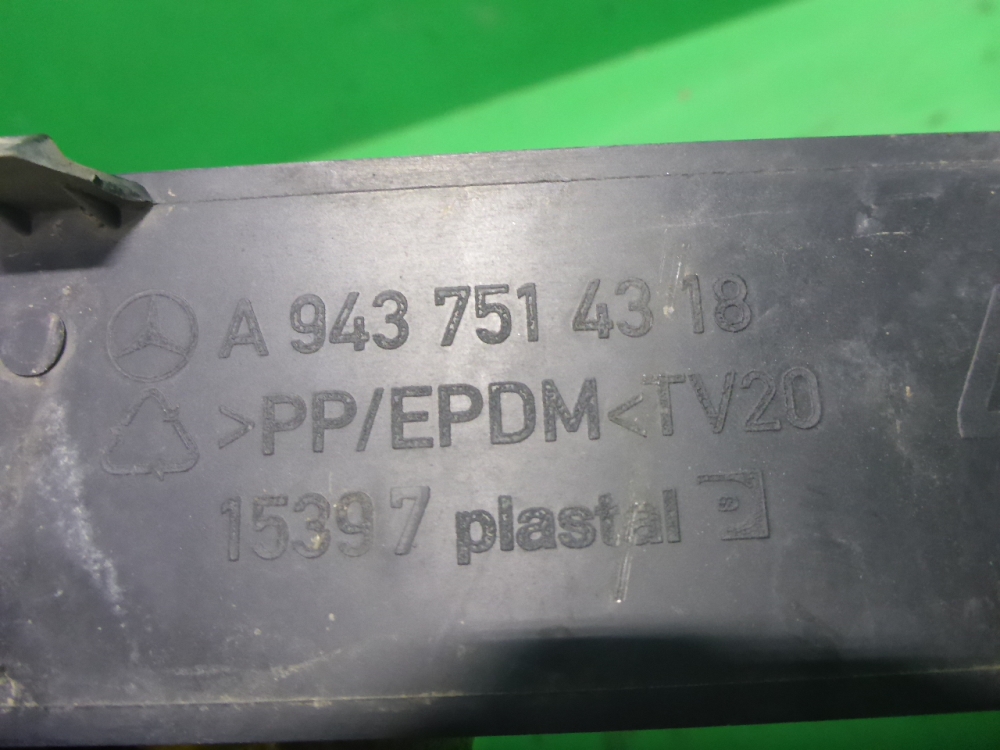 A 943 751 43 18
>PP/EPDM<TV20
15397 plastal